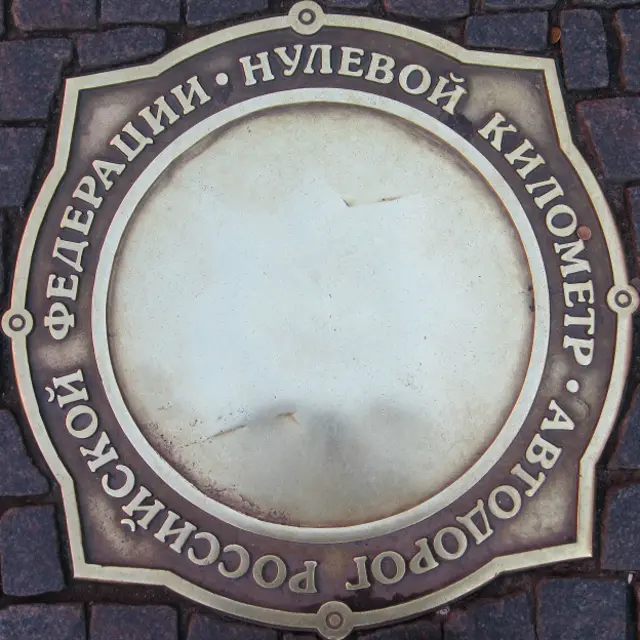 НУЛЕВОЙ КИЛОМЕТР • АВТОДОРОГ РОССИЙСКОЙ ФЕДЕРАЦИИ •